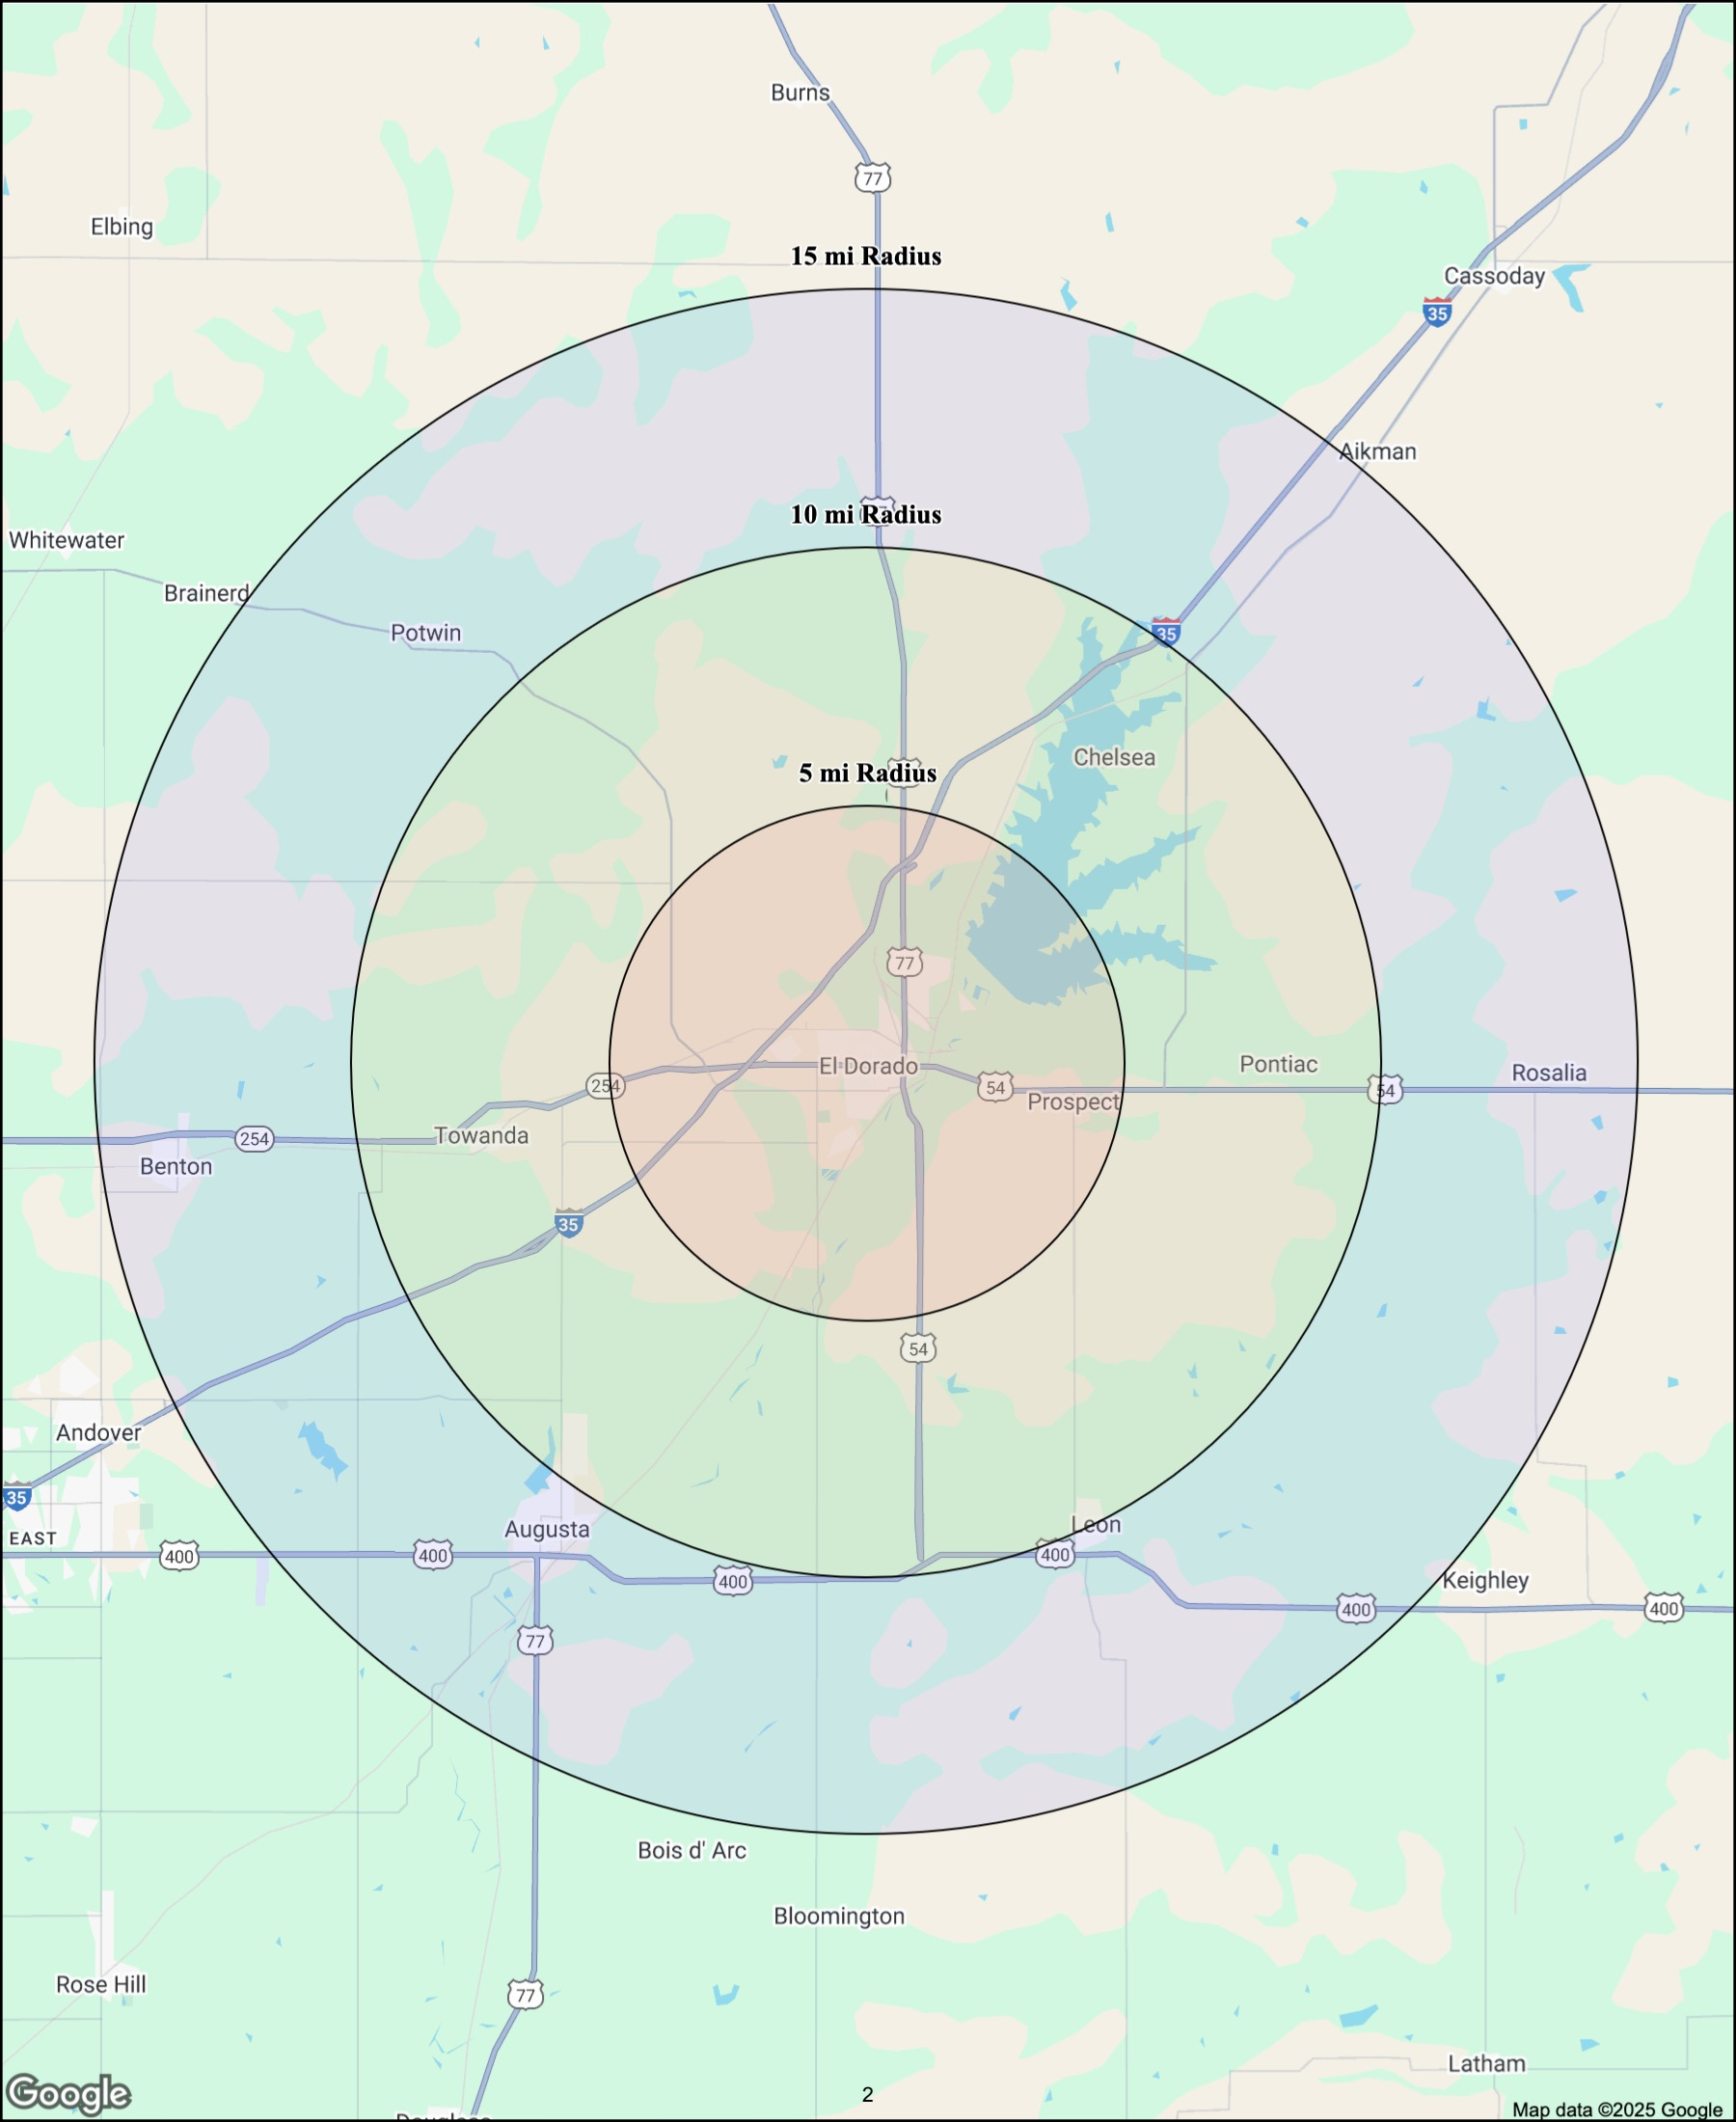 Burns
77
Elbing
15 mi Radius
Cassoday
35
Aikman
10 mi Radius
Whitewater
Brainerd
Potwin
35
Chelsea
5 mi Radius
77
El Dorado
Pontiac
Rosalia
254
54
54
Prospect
Towanda
254
Benton
35
54
Andover
35
EAST
Augusta
Leon
400
400
400
400
Keighley
400
400
77
Bois d' Arc
Bloomington
Rose Hill
77
Latham
Google
2
Map data ©2025 Google